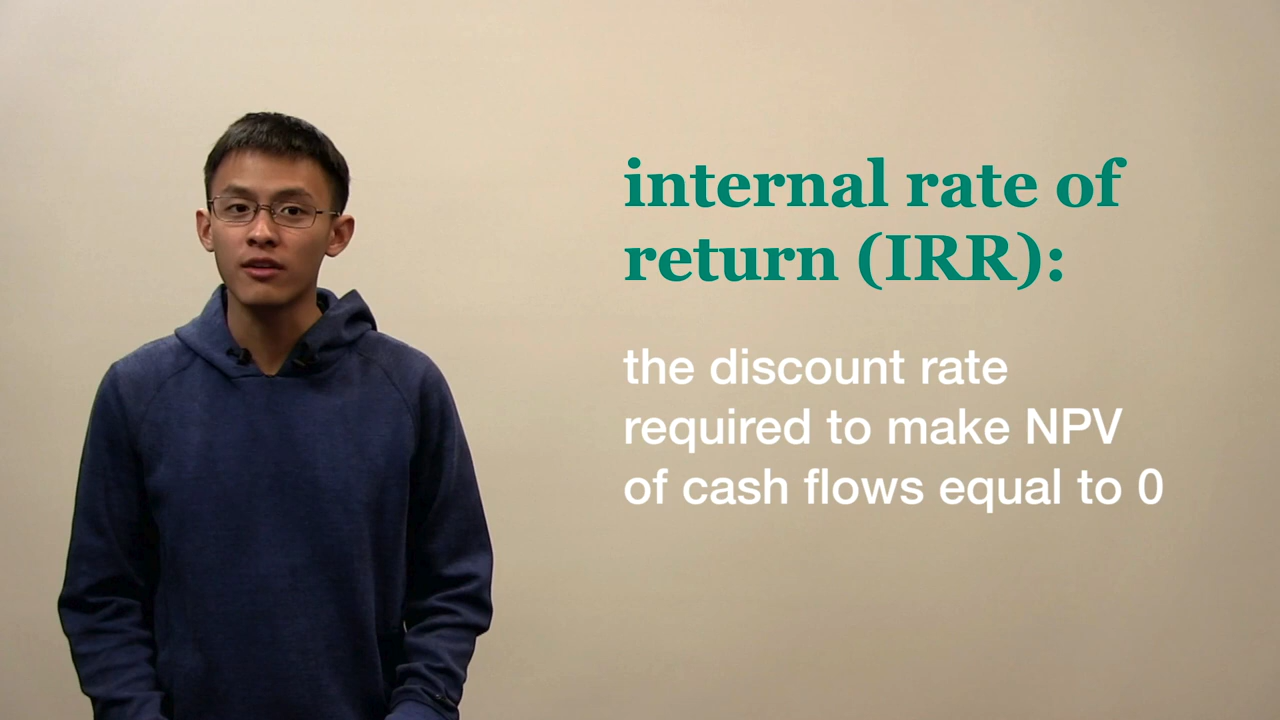 internal rate of
return (IRR):
the discount rate
required to make NPV
of cash flows equal to 0